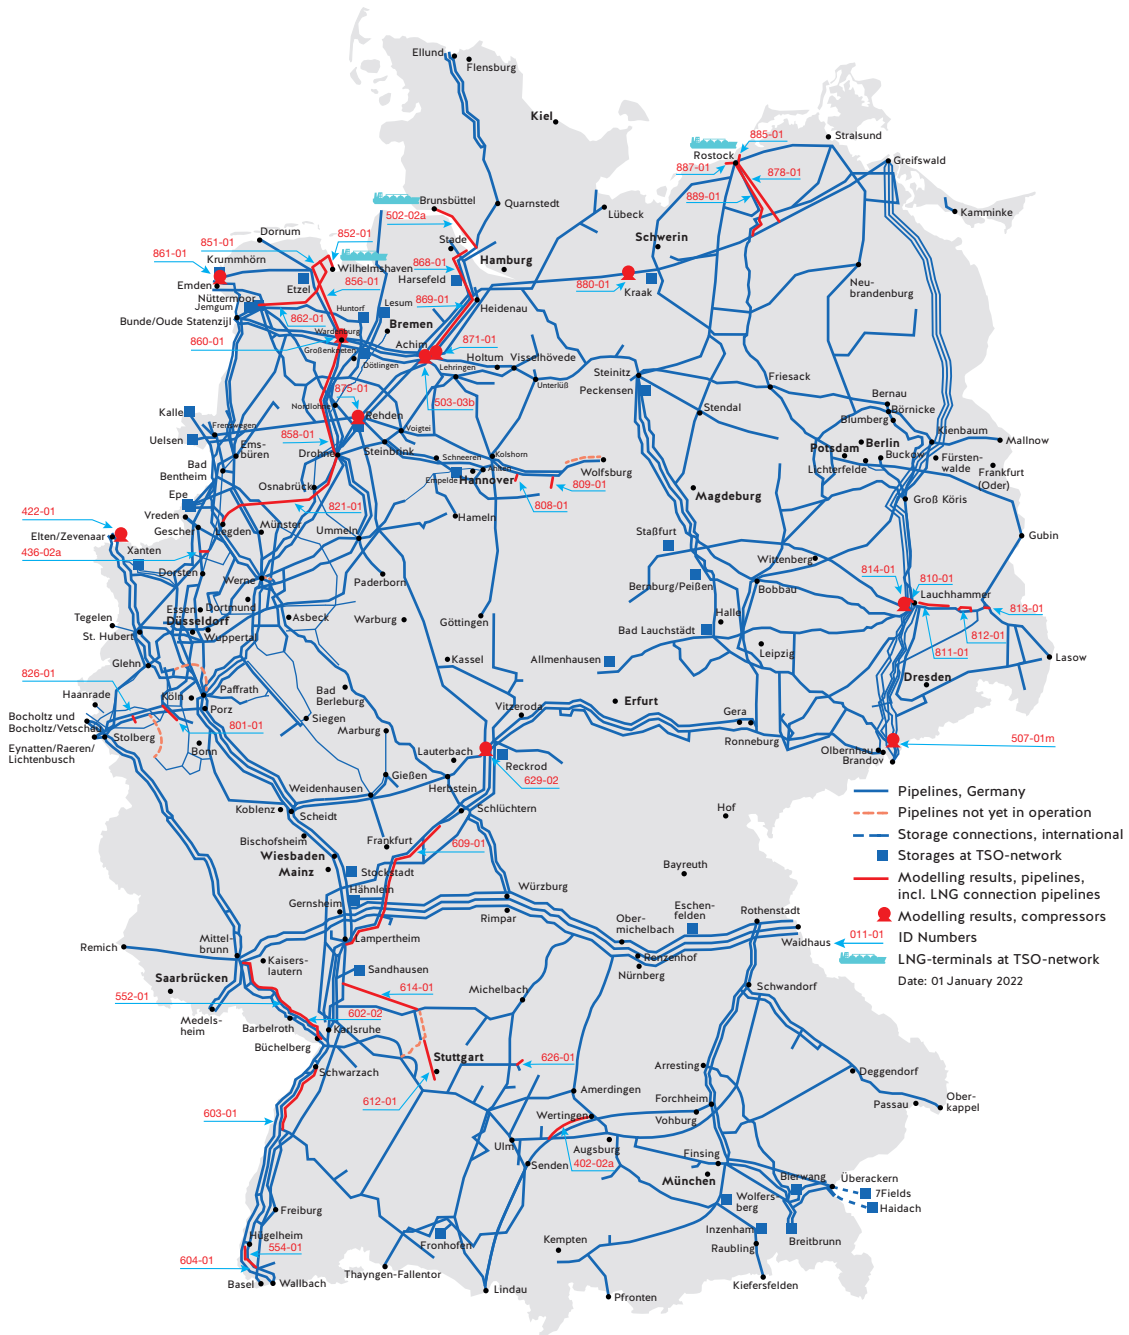 Ellund
Flensburg
Kiel
Stralsund
885-01
Rostock
Greifswald
887-01
878-01
889-01
Brunsbüttel
502-02a
Quarnstedt
Lübeck
Kamminke
Dornum
851-01
852-01
Stade
Schwerin
861-01
Krummhörn
Wilhelmshaven
868-01
Hamburg
Emden
Etzel
856-01
Harsefeld
880-01
Kraak
Neu-
brandenburg
Nüttermoor
Jemgum
Lesum
869-01
Heidenau
Huntorf
Bunde/Oude Statenzijl
862-01
Bremen
Wardenburg
860-01
Achim
871-01
Großenkneten
Dötlingen
Holtum
Visselhövede
Lehringen
Unterlüß
Steinitz
Friesack
Peckensen
875-01
503-03b
Bernau
Börnicke
Blumberg
Nordlohne
Rehden
Stendal
Kalle
Frenswegen
Voigtei
Kienbaum
Mallnow
Uelsen
858-01
Potsdam
Berlin
Ems-
büren
Drohne
Steinbrink
Schneeren
Kolshorn
Buckow
Lichterfelde
Fürsten-
walde
Frankfurt
(Oder)
Bad
Bentheim
Ahlten
Empelde
Hannover
Wolfsburg
Osnabrück
809-01
808-01
Magdeburg
Epe
821-01
Groß Köris
Vreden
422-01
Hameln
Gescher
Legden
Münster
Ummeln
Staßfurt
Elten/Zevenaar
Gubin
436-02a
Xanten
Wittenberg
814-01
810-01
Dorsten
Werne
Paderborn
Bernburg/Peißen
Bobbau
Lauchhammer
813-01
Essen
Dortmund
Asbeck
Warburg
Göttingen
Halle
Tegelen
Düsseldorf
Bad Lauchstädt
812-01
St. Hubert
Wuppertal
811-01
Leipzig
Lasow
Glehn
Kassel
Allmenhausen
826-01
Dresden
Haanrade
Köln
Paffrath
Bad
Berleburg
Erfurt
Bocholtz und
Bocholtz/Vetschau
Porz
Vitzeroda
Gera
801-01
Siegen
Marburg
Stolberg
Ronneburg
507-01m
Eynatten/Raeren/
Lichtenbusch
Bonn
Lauterbach
Olbernhau
Brandov
Reckrod
Gießen
629-02
Herbstein
Weidenhausen
Pipelines, Germany
Koblenz
Scheidt
Schlüchtern
Hof
Pipelines not yet in operation
Bischofsheim
Frankfurt
609-01
Storage connections, international
Wiesbaden
Storages at TSO-network
Mainz
Stockstadt
Bayreuth
Modelling results, pipelines,
incl. LNG connection pipelines
Hähnlein
Würzburg
Gernsheim
Rimpar
Eschen-
felden
Rothenstadt
Modelling results, compressors
Ober-
michelbach
011-01
ID Numbers
Remich
Mittel-
brunn
Lampertheim
Waidhaus
LNG-terminals at TSO-network
Kaisers-
lautern
Renzenhof
Nürnberg
Sandhausen
Date: 01 January 2022
Saarbrücken
614-01
Michelbach
Schwandorf
552-01
602-02
Medels-
heim
Barbelroth
Karlsruhe
Büchelberg
Stuttgart
626-01
Schwarzach
Arresting
Deggendorf
612-01
Amerdingen
Forchheim
Passau
Ober-
kappel
603-01
Wertingen
Vohburg
Ulm
Augsburg
Senden
402-02a
Finsing
München
Bierwang
Überackern
7Fields
Wolfers-
berg
Haidach
Freiburg
Hügelheim
554-01
Fronhofen
Inzenham
Breitbrunn
Kempten
Raubling
604-01
Thayngen-Fallentor
Basel
Wallbach
Lindau
Pfronten
Kiefersfelden